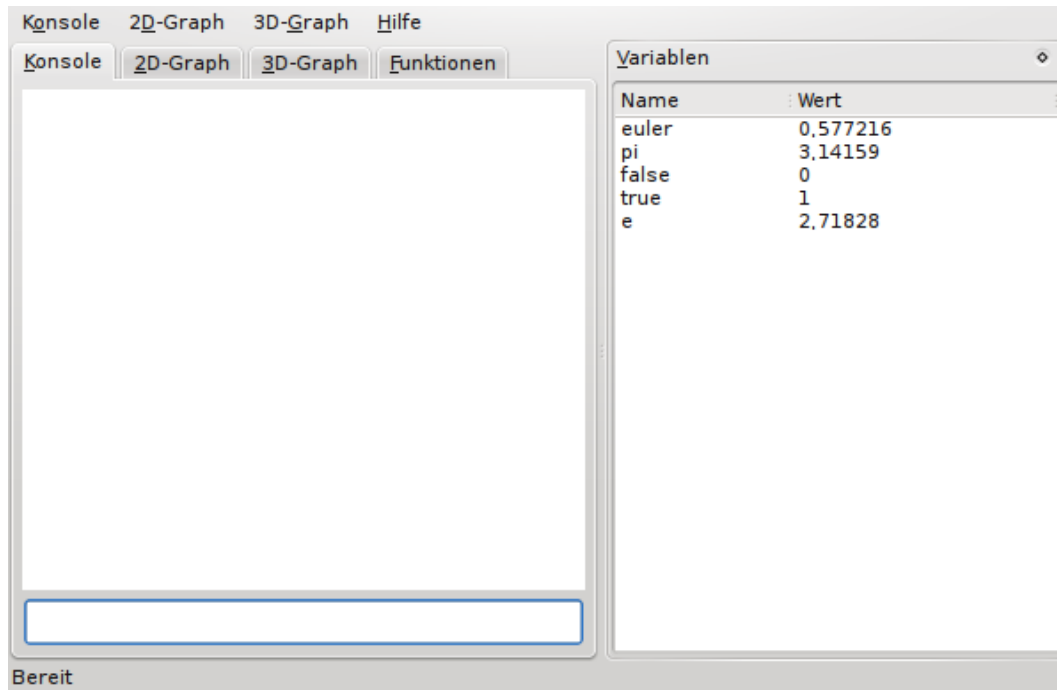 Konsole 2D-Graph 3D-Graph Hilfe
Konsole 2D-Graph 3D-Graph Funktionen
Variablen
Name Wert
euler 0,577216
pi 3,14159
false 0
true 1
e 2,71828
Bereit